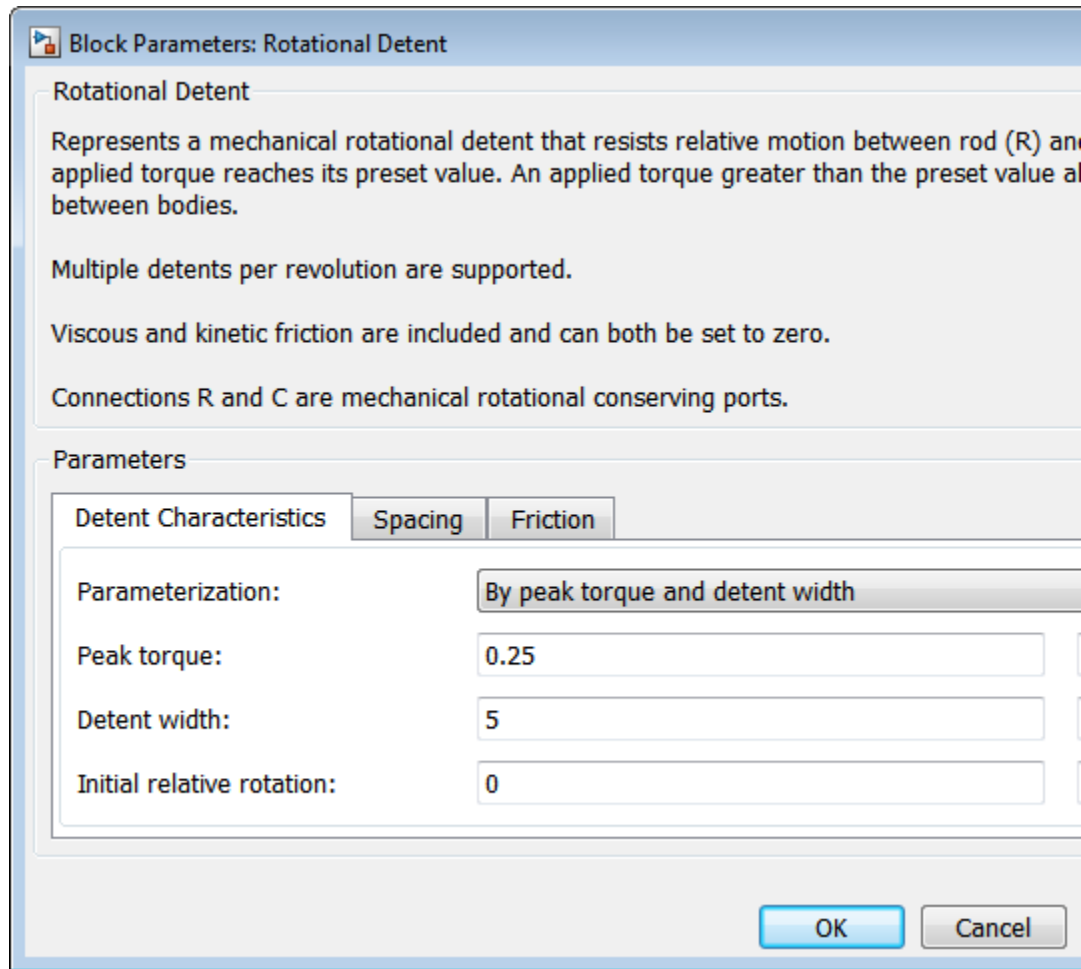 Block Parameters: Rotational Detent
Rotational Detent
Represents a mechanical rotational detent that resists relative motion between rod (R) and
applied torque reaches its preset value. An applied torque greater than the preset value
between bodies.
Multiple detents per revolution are supported.
Viscous and kinetic friction are included and can both be set to zero.
Connections R and C are mechanical rotational conserving ports.
Parameters
Detent Characteristics Spacing Friction
Parameterization: By peak torque and detent width
Peak torque: 0.25
Detent width: 5
Initial relative rotation: 0
OK Cancel